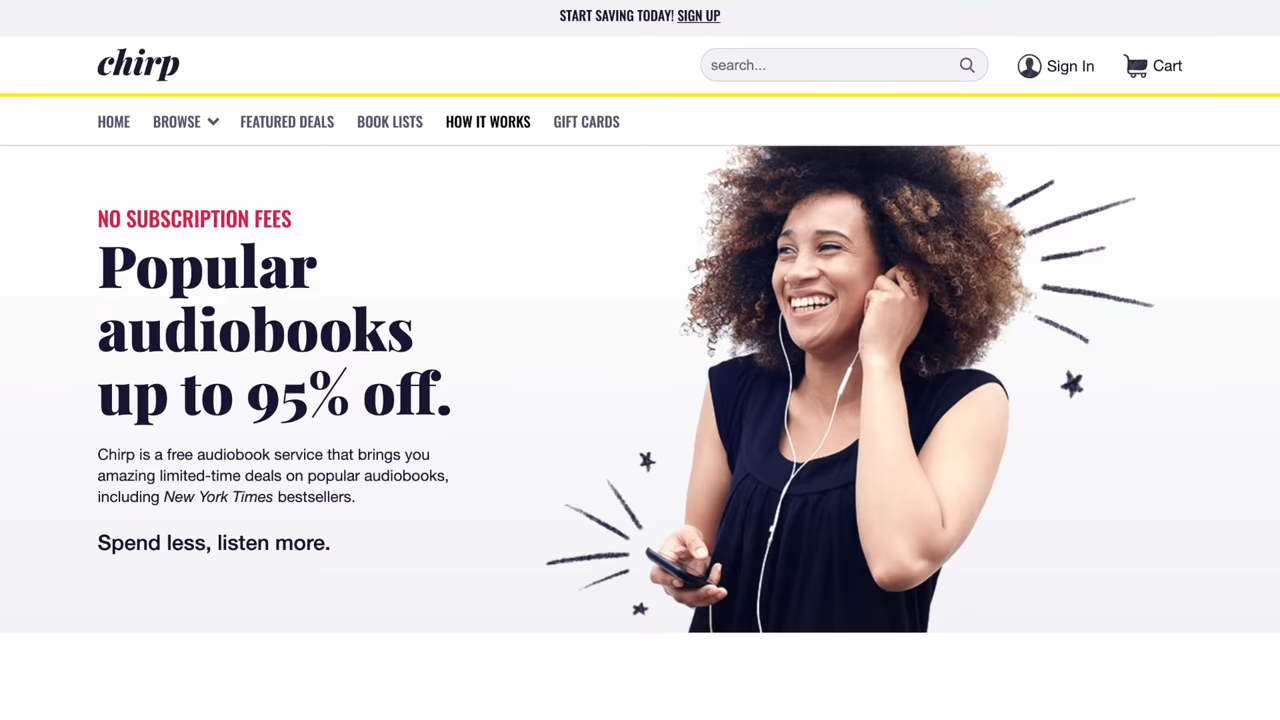 START SAVING TODAY! SIGN UP
chirp
search...
Sign In
Cart
HOME
BROWSE
FEATURED DEALS
BOOK LISTS
HOW IT WORKS
GIFT CARDS
NO SUBSCRIPTION FEES
Popular
audiobooks
up to 95% off.
Chirp is a free audiobook service that brings you
amazing limited-time deals on popular audiobooks,
including New York Times bestsellers.
Spend less, listen more.